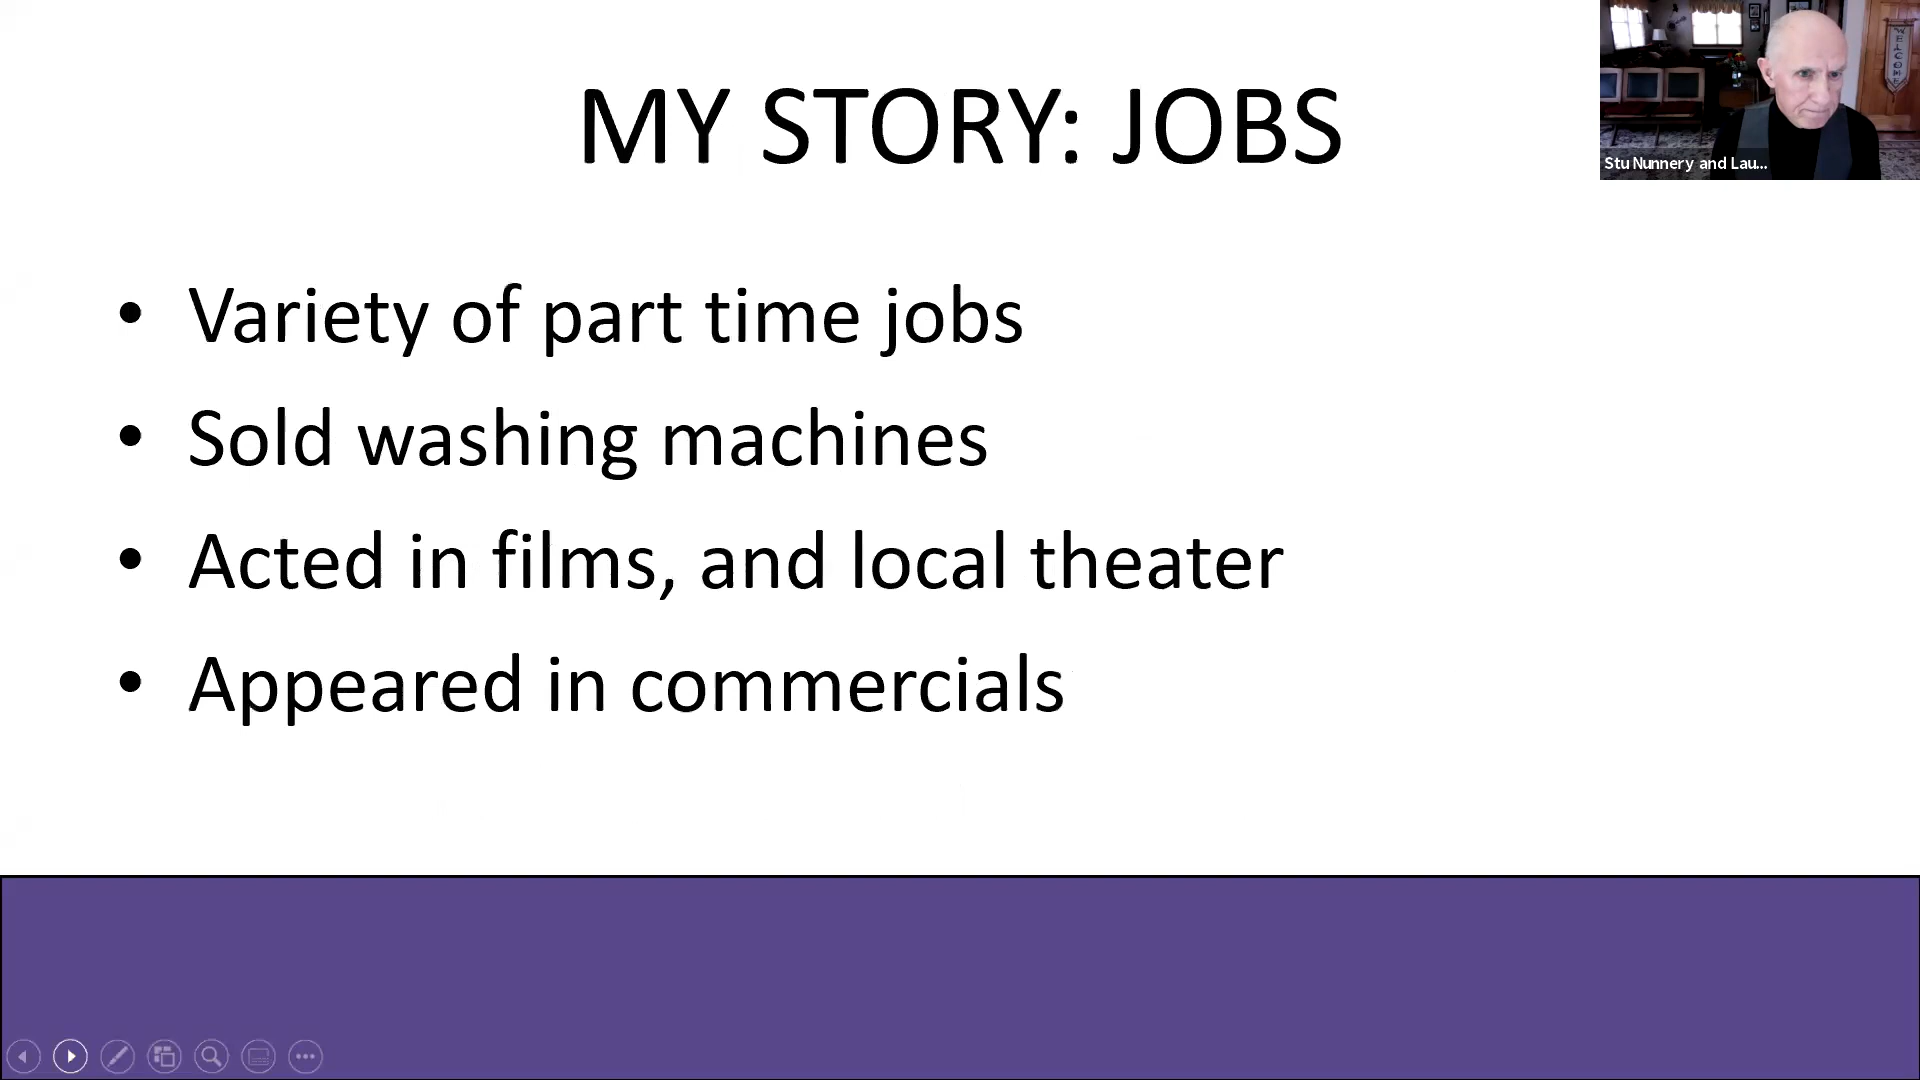 MY STORY: JOBS
WELCOME
Stu Nunnery and Lau...
• Variety of part time jobs
• Sold washing machines
• Acted in films, and local theater
• Appeared in commercials